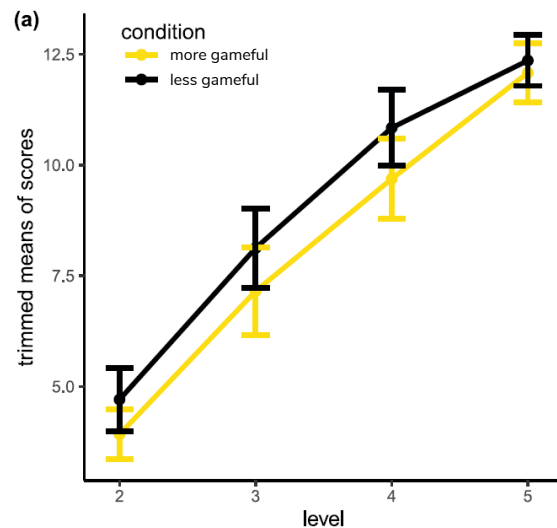 (a)
condition
more gameful
less gameful
trimmed means of scores
12.5
10.0
7.5
5.0
2 3 4 5
level